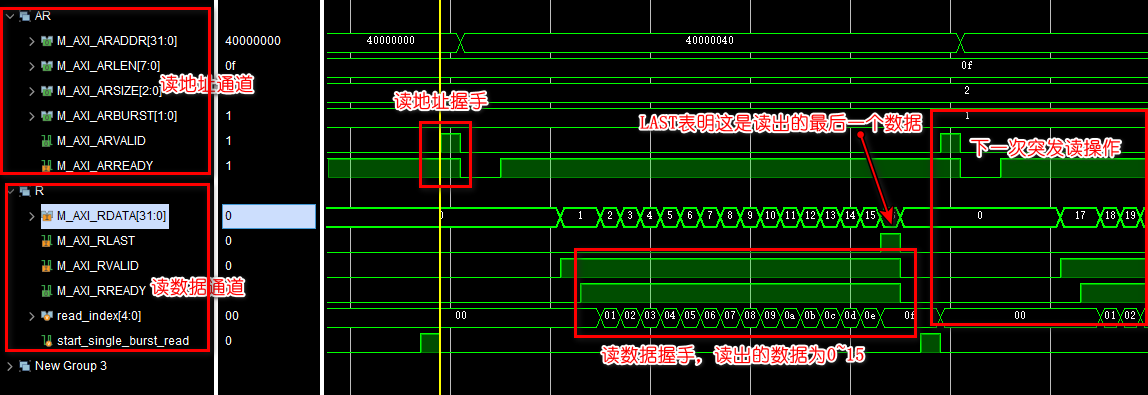 AR
M_AXI_ARADDR[31:0] 40000000 40000000 40000040
M_AXI_ARLEN[7:0] 0f 0f
读地址通道
M_AXI_ARSIZE[2:0] 2
读地址握手
M_AXI_ARBURST[1:0] 1 1
LAST表明这是读出的最后一个数据
M_AXI_ARVALID 1
下一次突发读操作
M_AXI_ARREADY 1
R
M_AXI_RDATA[31:0] 0 0 1 2 3 4 5 6 7 8 9 10 11 12 13 14 15 0 17 18 19
M_AXI_RLAST 0
M_AXI_RVALID 0
读数据通道
M_AXI_RREADY 0
read_index[4:0] 00 00 01 02 03 04 05 06 07 08 09 0a 0b 0c 0d 0e 0f 00 01 02
start_single_burst_read 0
读数据握手，读出的数据为0~15
New Group 3